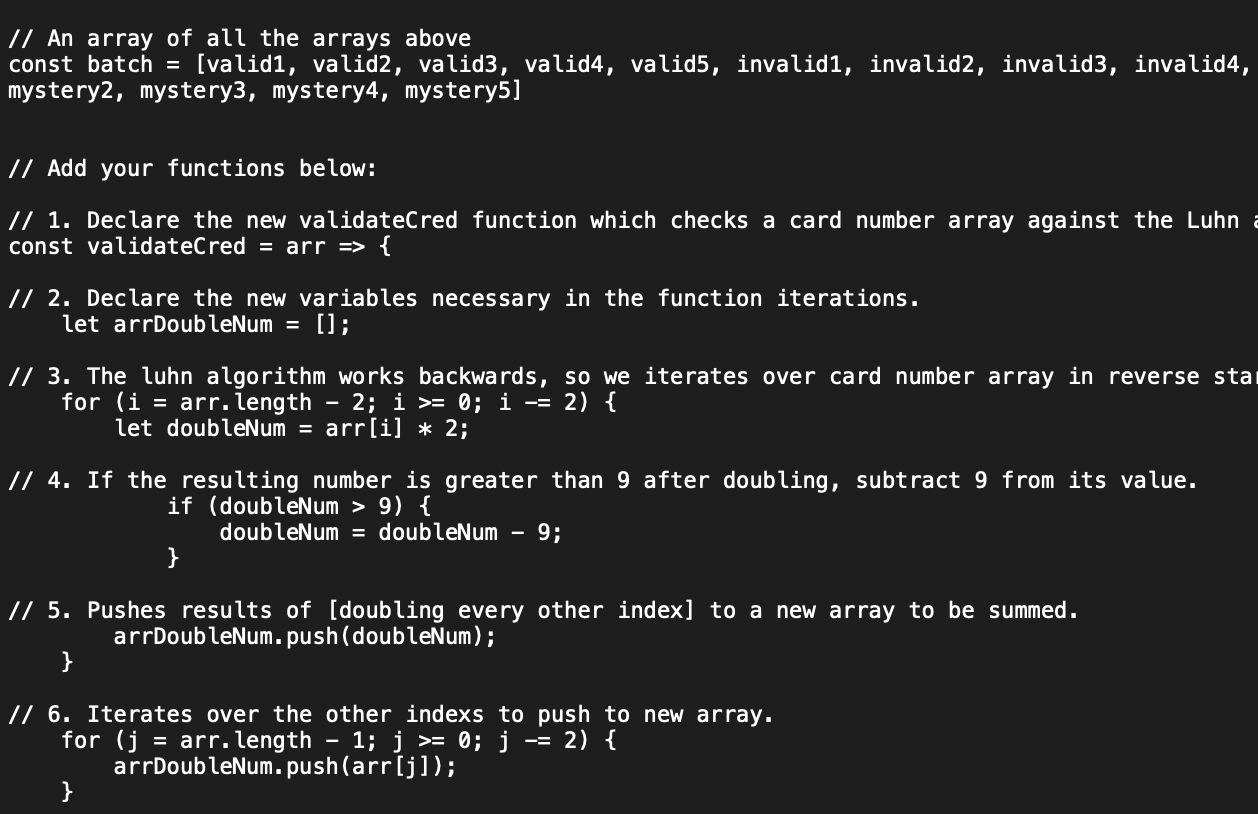 // An array of all the arrays above
const batch = [valid1, valid2, valid3, valid4, valid5, invalid1, invalid2, invalid3, invalid4,
mystery2, mystery3, mystery4, mystery5]
// Add your functions below:
// 1. Declare the new validateCred function which checks a card number array against the Luhn
const validateCred = arr => {
// 2. Declare the new variables necessary in the function iterations.
let arrDoubleNum = [];
// 3. The luhn algorithm works backwards, so we iterates over card number array in reverse
for (i = arr.length - 2; i >= 0; i -= 2) {
let doubleNum = arr[i] * 2;
// 4. If the resulting number is greater than 9 after doubling, subtract 9 from its value.
if (doubleNum > 9) {
doubleNum = doubleNum - 9;
}
// 5. Pushes results of [doubling every other index] to a new array to be summed.
arrDoubleNum.push(doubleNum);
}
// 6. Iterates over the other indexs to push to new array.
for (j = arr.length - 1; j >= 0; j -= 2) {
arrDoubleNum.push(arr[j]);
}